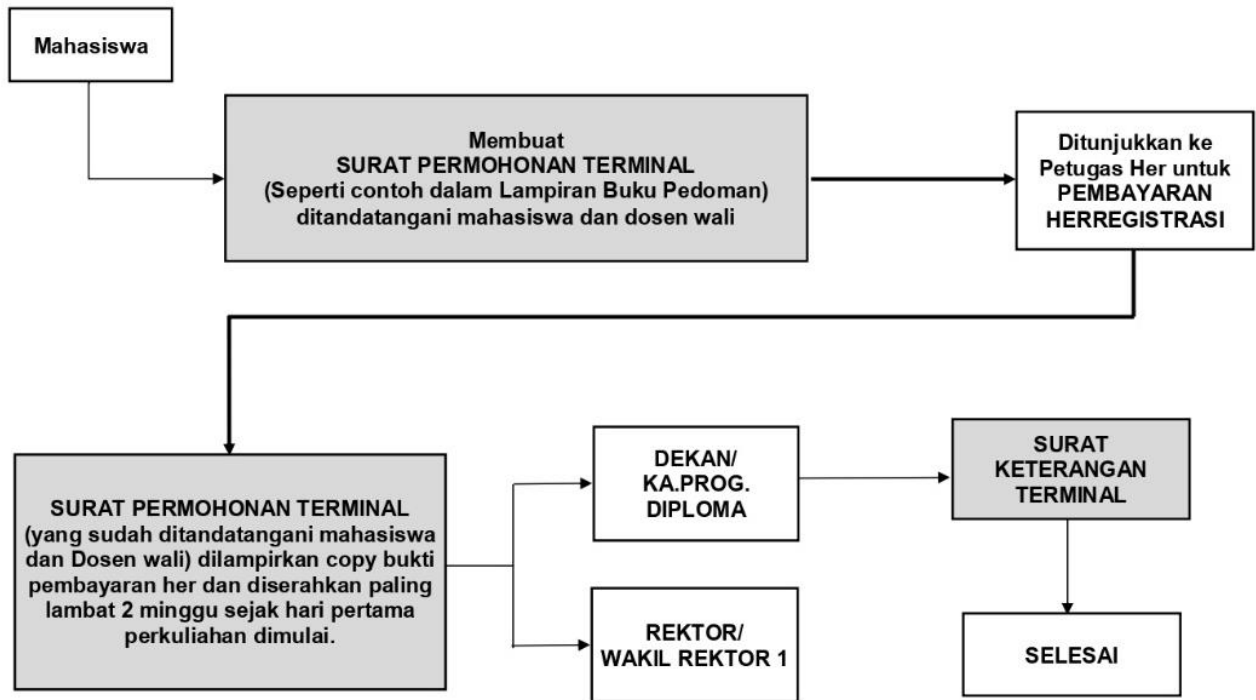 Mahasiswa
Membuat
SURAT PERMOHONAN TERMINAL
(Seperti contoh dalam Lampiran Buku Pedoman)
ditandatangani mahasiswa dan dosen wali
Ditunjukkan ke
Petugas Her untuk
PEMBAYARAN
HERREGISTRASI
SURAT PERMOHONAN TERMINAL
(yang sudah ditandatangani mahasiswa
dan Dosen wali) dilampirkan copy bukti
pembayaran her dan diserahkan paling
lambat 2 minggu sejak hari pertama
perkuliahan dimulai.
DEKAN/
KA.PROG.
DIPLOMA
REKTOR/
WAKIL REKTOR 1
SURAT
KETERANGAN
TERMINAL
SELESAI